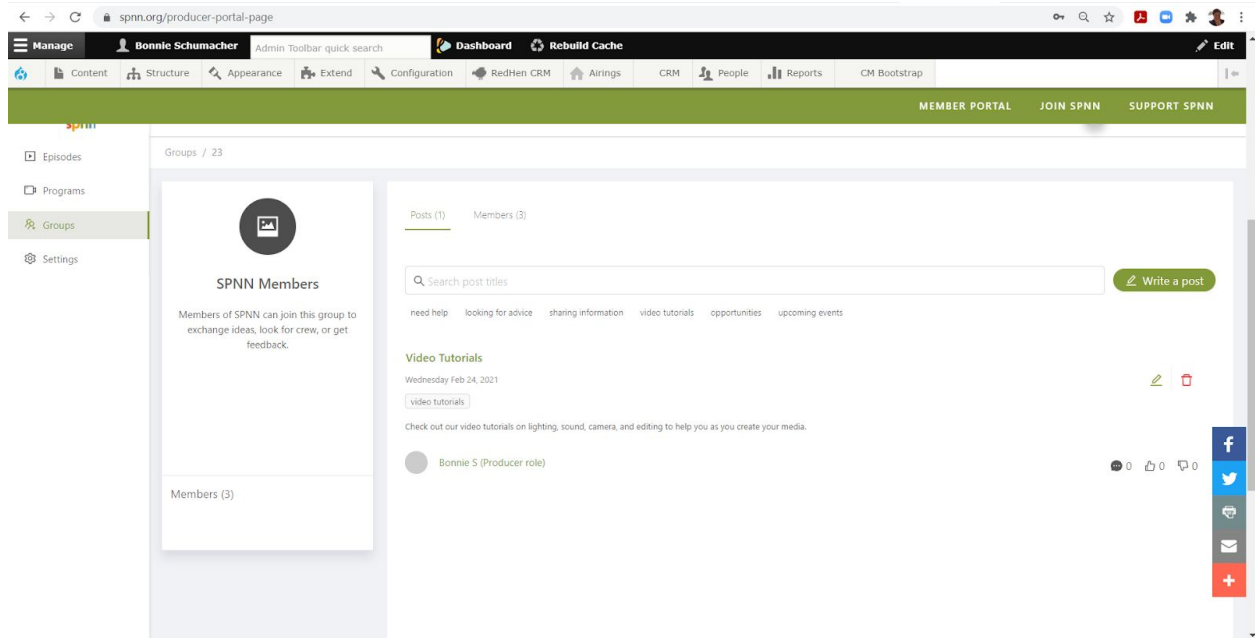 spnn.org/producer-portal-page
Manage Bonnie Schumacher Admin Toolbar quick search Dashboard Rebuild Cache Edit
Content Structure Appearance Extend Configuration RedHen CRM Airings CRM People Reports CM Bootstrap
MEMBER PORTAL JOIN SPNN SUPPORT SPNN
spnn
Episodes
Programs
Groups
Settings
Groups / 23
SPNN Members
Members of SPNN can join this group to
exchange ideas, look for crew, or get
feedback.
Members (3)
Posts (1) Members (3)
Search post titles
Write a post
need help looking for advice sharing information video tutorials opportunities upcoming events
Video Tutorials
Wednesday Feb 24, 2021
video tutorials
Check out our video tutorials on lighting, sound, camera, and editing to help you as you create your media.
Bonnie S (Producer role)
0 0 0